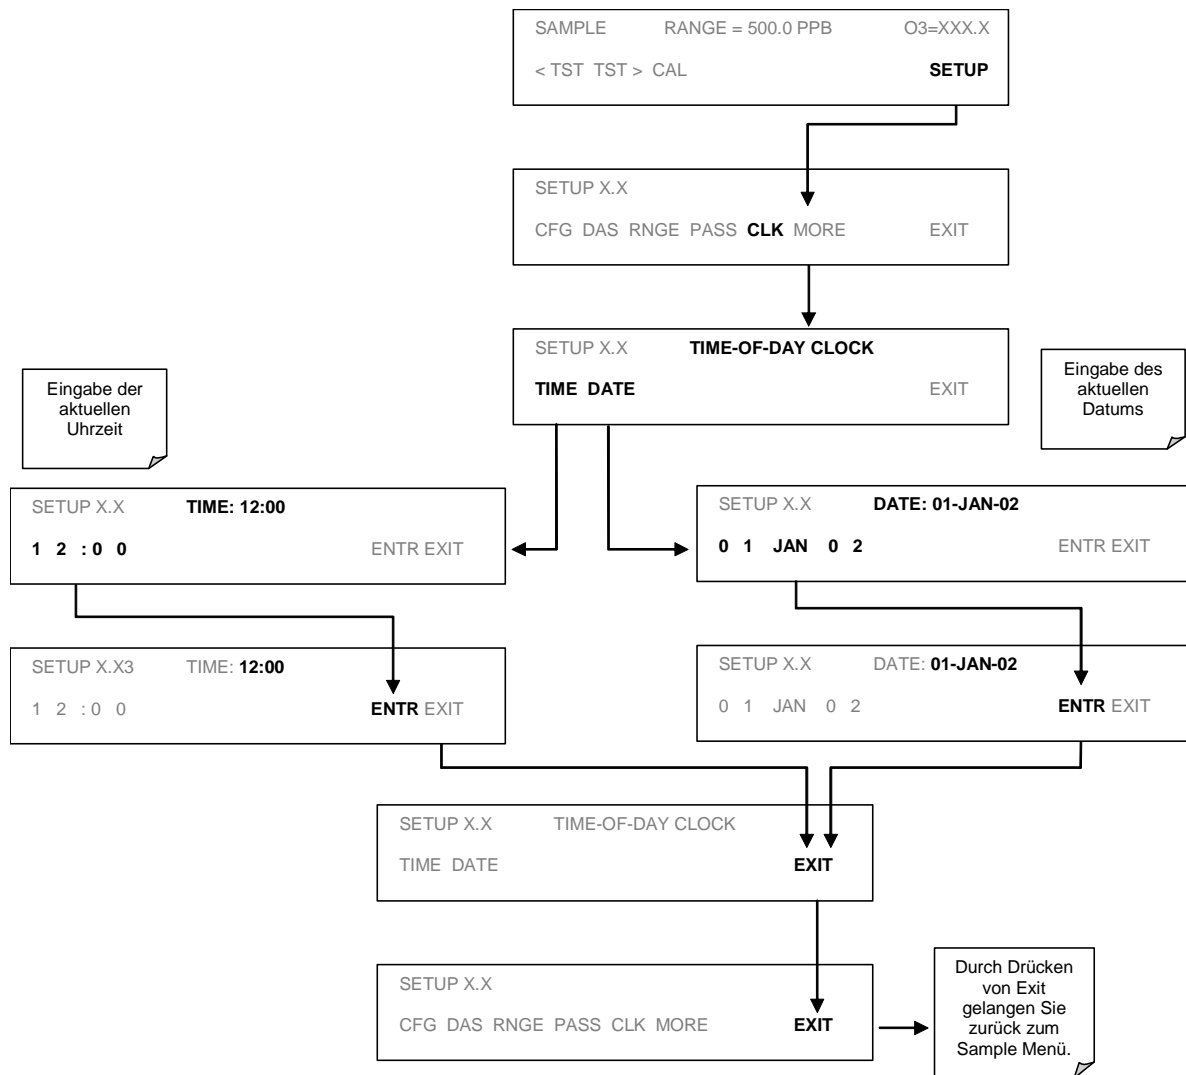 SAMPLE RANGE = 500.0 PPB O3=XXX.X
< TST TST > CAL SETUP
SETUP X.X
CFG DAS RNGE PASS CLK MORE EXIT
SETUP X.X TIME-OF-DAY CLOCK
TIME DATE EXIT
Eingabe der
aktuellen
Uhrzeit
Eingabe des
aktuellen
Datums
SETUP X.X TIME: 12:00
1 2 : 0 0 ENTR EXIT
SETUP X.X DATE: 01-JAN-02
0 1 JAN 0 2 ENTR EXIT
SETUP X.X3 TIME: 12:00
1 2 : 0 0 ENTR EXIT
SETUP X.X DATE: 01-JAN-02
0 1 JAN 0 2 ENTR EXIT
SETUP X.X TIME-OF-DAY CLOCK
TIME DATE EXIT
SETUP X.X
CFG DAS RNGE PASS CLK MORE EXIT
Durch Drücken
von Exit
gelangen Sie
zurück zum
Sample Menü.